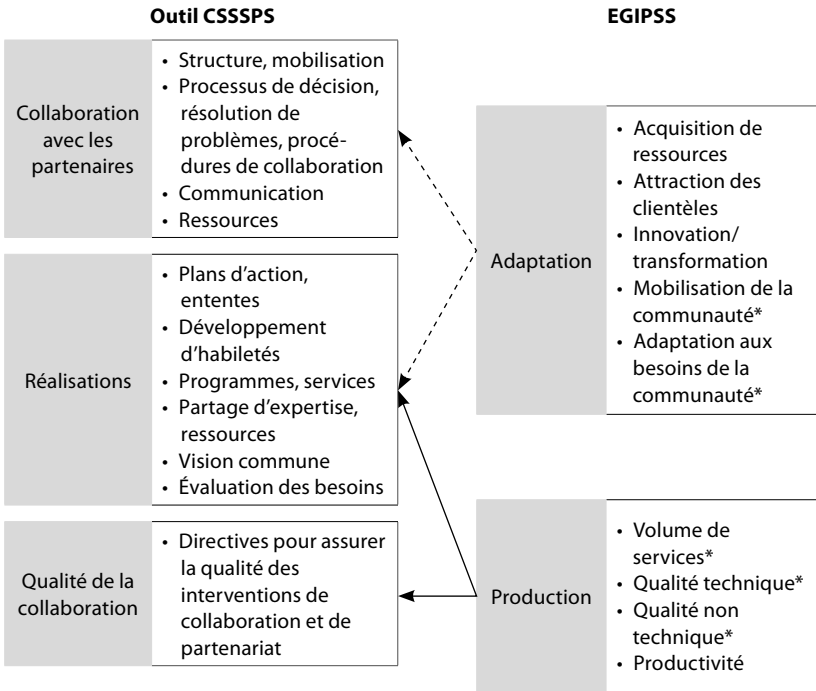 Outil CSSSPS
Collaboration
avec les
partenaires
• Structure, mobilisation
• Processus de décision,
résolution de
problèmes, procé-
dures de collaboration
• Communication
• Ressources
Réalisations
• Plans d'action,
ententes
• Développement
d'habiletés
• Programmes, services
• Partage d'expertise,
ressources
• Vision commune
• Évaluation des besoins
Qualité de la
collaboration
• Directives pour assurer
la qualité des
interventions de
collaboration et de
partenariat
EGIPSS
Adaptation
• Acquisition de
ressources
• Attraction des
clientèles
• Innovation/
transformation
• Mobilisation de la
communauté*
• Adaptation aux
besoins de la
communauté*
Production
• Volume de
services*
• Qualité technique*
• Qualité non
technique*
• Productivité